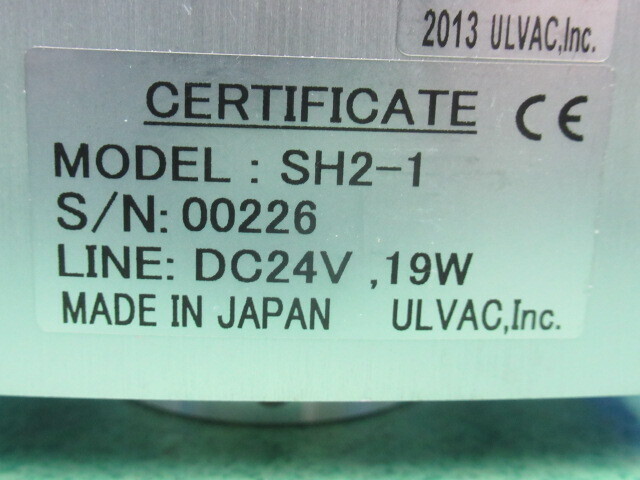 2013 ULVAC,Inc.
CERTIFICATE CE
MODEL : SH2-1
S/N: 00226
LINE: DC24V ,19W
MADE IN JAPAN ULVAC,Inc.